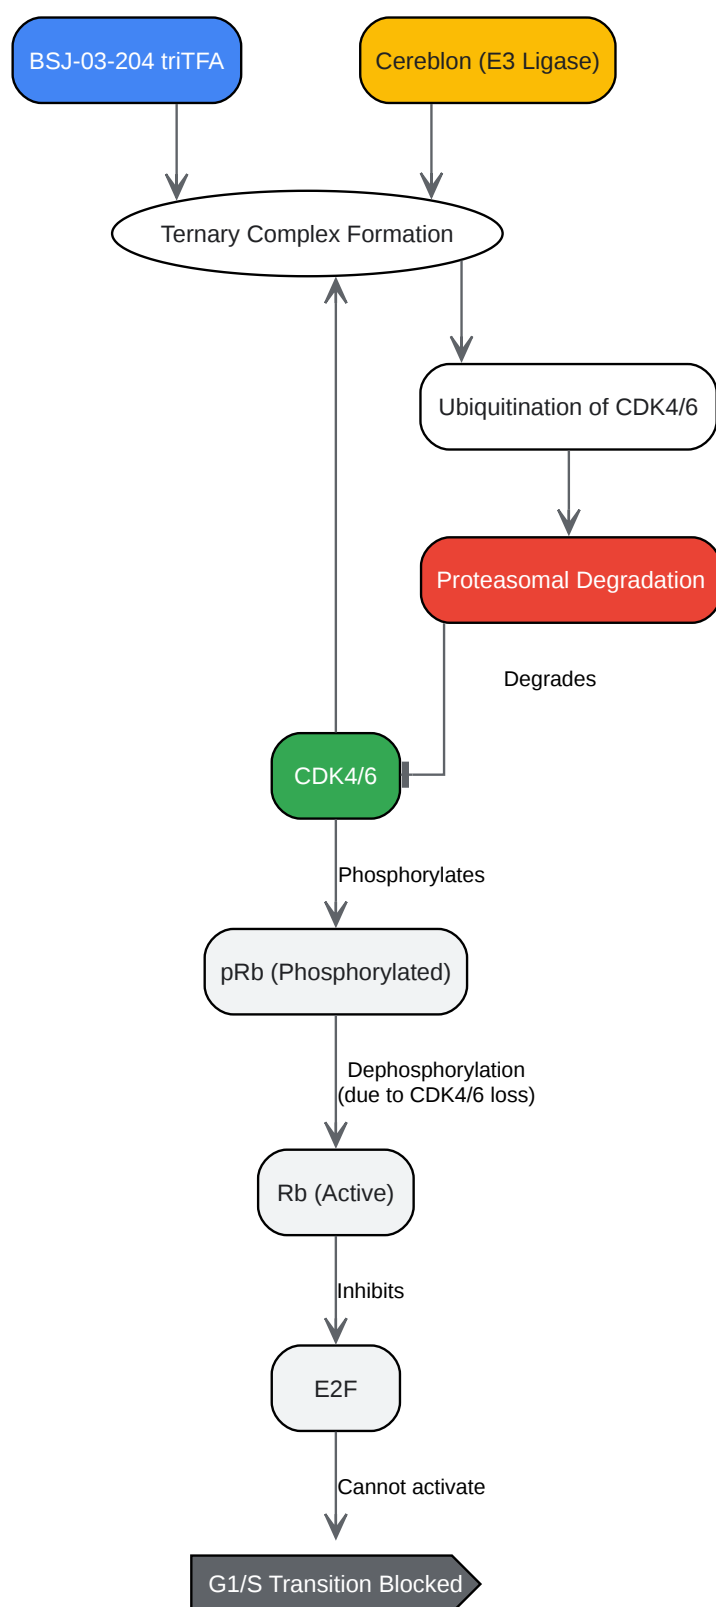 BSJ-03-204 triTFA
Cereblon (E3 Ligase)
Ternary Complex Formation
Ubiquitination of CDK4/6
Proteasomal Degradation
Degrades
CDK4/6
Phosphorylates
pRb (Phosphorylated)
Dephosphorylation
(due to CDK4/6 loss)
Rb (Active)
Inhibits
E2F
Cannot activate
G1/S Transition Blocked